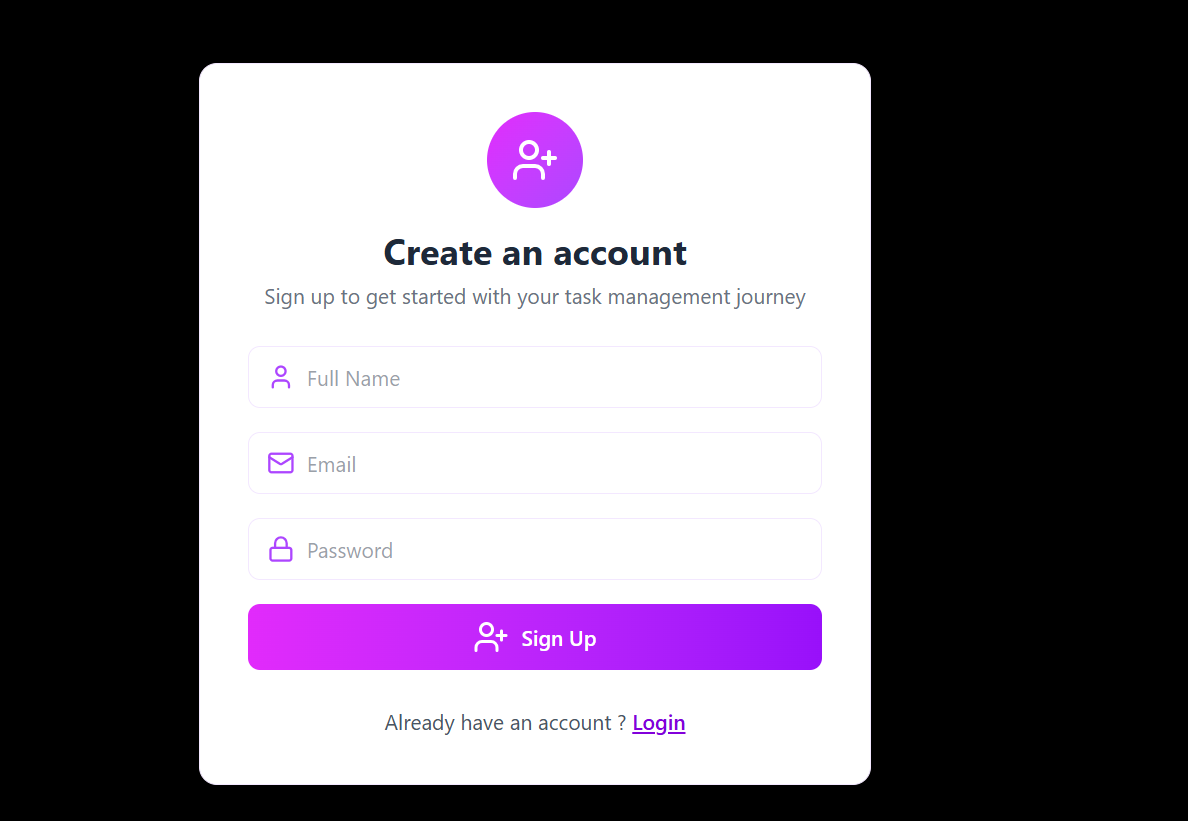 Create an account
Sign up to get started with your task management journey
Full Name
Email
Password
Sign Up
Already have an account ? Login